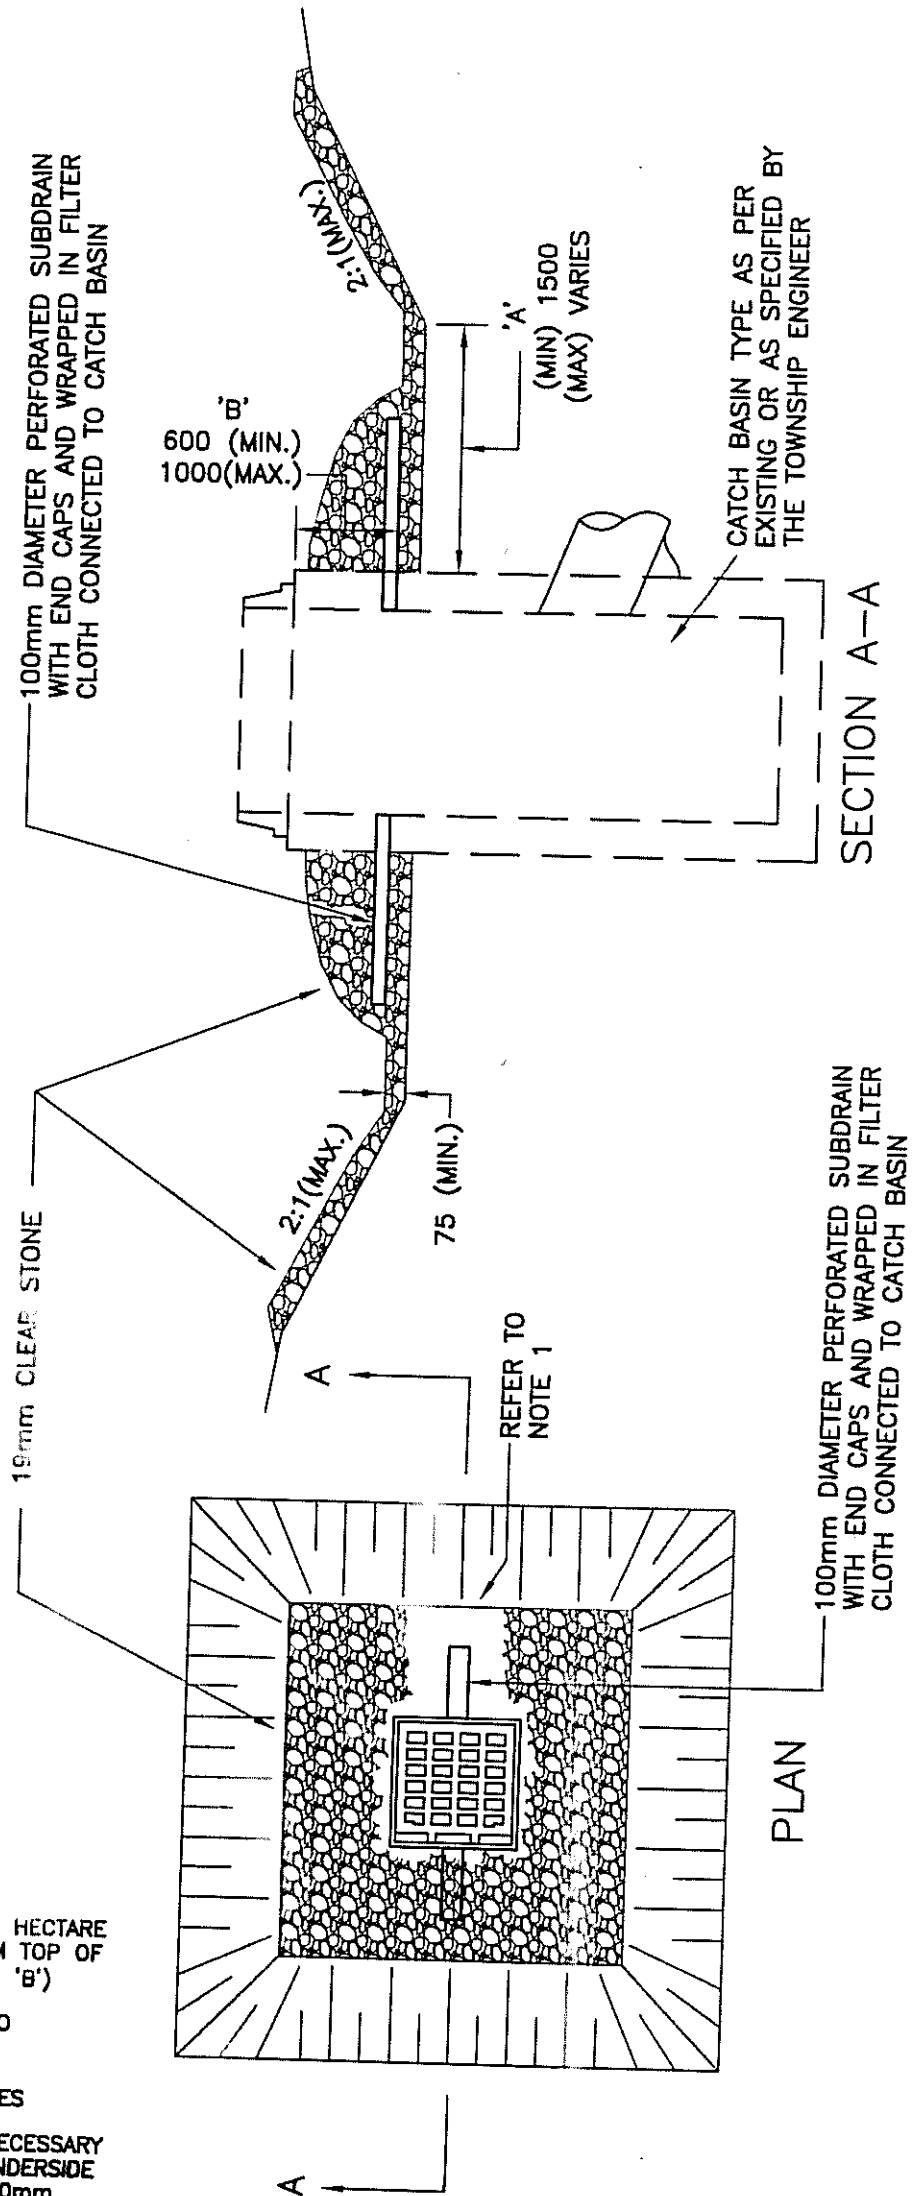 100mm DIAMETER PERFORATED SUBDRAIN
WITH END CAPS AND WRAPPED IN FILTER
CLOTH CONNECTED TO CATCH BASIN
19mm CLEAR STONE
2:1(MAX.)
'B'
600 (MIN.)
1000(MAX.)
2:1(MAX.)
75 (MIN.)
'A'
(MIN) 1500
(MAX) VARIES
CATCH BASIN TYPE AS PER
EXISTING OR AS SPECIFIED BY
THE TOWNSHIP ENGINEER
SECTION A-A
A
A
REFER TO
NOTE 1
100mm DIAMETER PERFORATED SUBDRAIN
WITH END CAPS AND WRAPPED IN FILTER
CLOTH CONNECTED TO CATCH BASIN
PLAN
HECTARE
TOP OF
'B')
ECESSARY
NDERSIDE
0mm